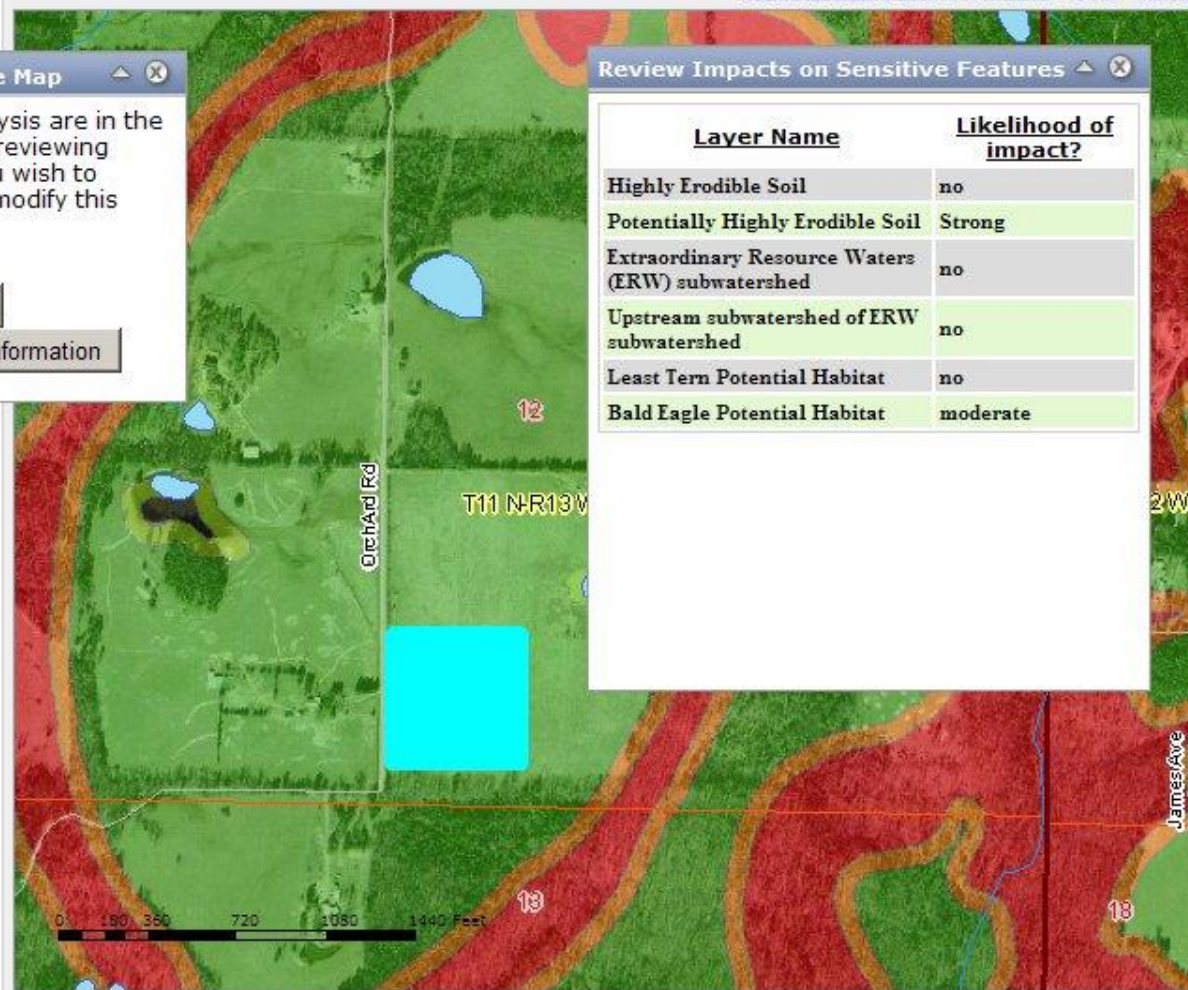 e Map
ysis are in the
reviewing
u wish to
modify this
formation
Review Impacts on Sensitive Features
Layer Name
Likelihood of
impact?
Highly Erodible Soil
no
Potentially Highly Erodible Soil
Strong
Extraordinary Resource Waters
(ERW) subwatershed
no
Upstream subwatershed of ERW
subwatershed
no
Least Tern Potential Habitat
no
Bald Eagle Potential Habitat
moderate
12
OrchArd Rd
T11 N-R13W
2W
James Ave
13
18
0 180 360 720 1080 1440 Feet